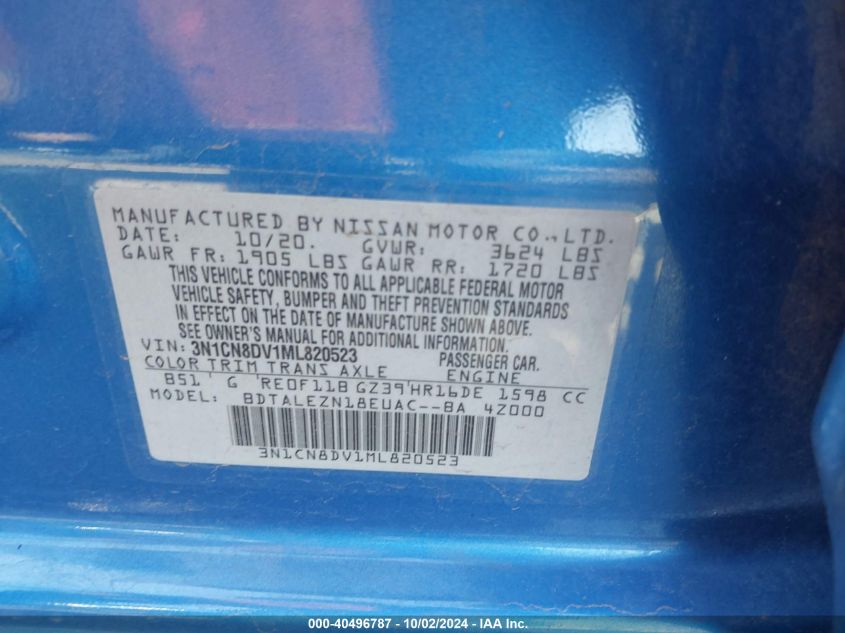 MANUFACTURED BY NISSAN MOTOR CO.,LTD.
DATE: 10/20. GVWR: 3624 LBS
GAWR FR: 1905 LBS GAWR RR: 1720 LBS
THIS VEHICLE CONFORMS TO ALL APPLICABLE FEDERAL MOTOR
VEHICLE SAFETY, BUMPER AND THEFT PREVENTION STANDARDS
IN EFFECT ON THE DATE OF MANUFACTURE SHOWN ABOVE.
SEE OWNER'S MANUAL FOR ADDITIONAL INFORMATION.
VIN: 3N1CN8DV1ML820523 PASSENGER CAR.
COLOR TRIM TRANS AXLE ENGINE
B51 G RE0F11B GZ39 HR16DE 1598 CC
MODEL: BDTALEZN18EUAC--BA 4Z000
3N1CN8DV1ML820523
000-40496787 - 10/02/2024 - IAA Inc.